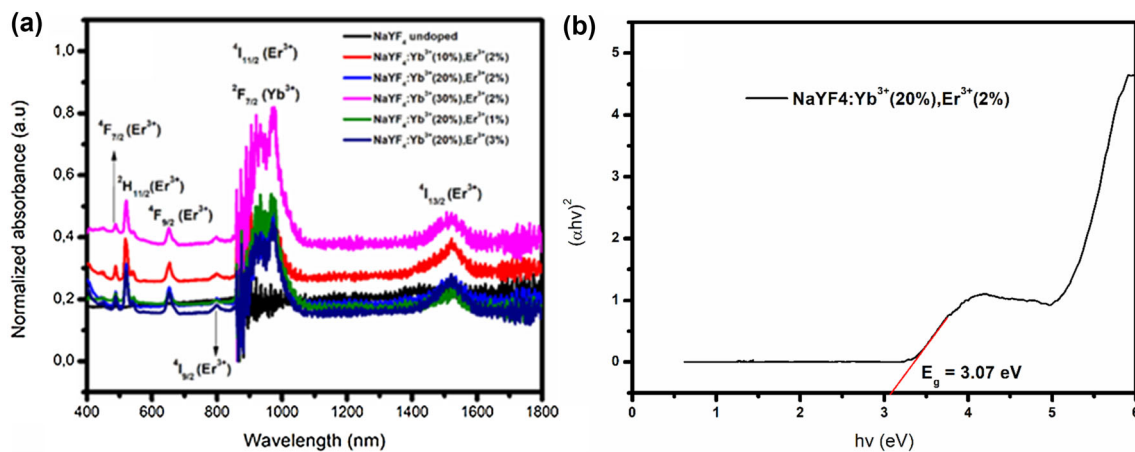 (a)
Normalized absorbance (a.u)
1,0
0,8
0,6
0,4
0,2
0,0
400 600 800 1000 1200 1400 1600 1800
Wavelength (nm)
⁴I₁₁/₂ (Er³⁺)
²F₇/₂ (Yb³⁺)
⁴F₇/₂ (Er³⁺)
²H₁₁/₂(Er³⁺)
⁴F₉/₂ (Er³⁺)
⁴I₉/₂ (Er³⁺)
⁴I₁₃/₂ (Er³⁺)
NaYF₄ undoped
NaYF₄:Yb³⁺(10%),Er³⁺(2%)
NaYF₄:Yb³⁺(20%),Er³⁺(2%)
NaYF₄:Yb³⁺(30%),Er³⁺(2%)
NaYF₄:Yb³⁺(20%),Er³⁺(1%)
NaYF₄:Yb³⁺(20%),Er³⁺(3%)
(b)
(αhν)²
5
4
3
2
1
0
0 1 2 3 4 5 6
hν (eV)
NaYF4:Yb³⁺(20%),Er³⁺(2%)
E_g = 3.07 eV